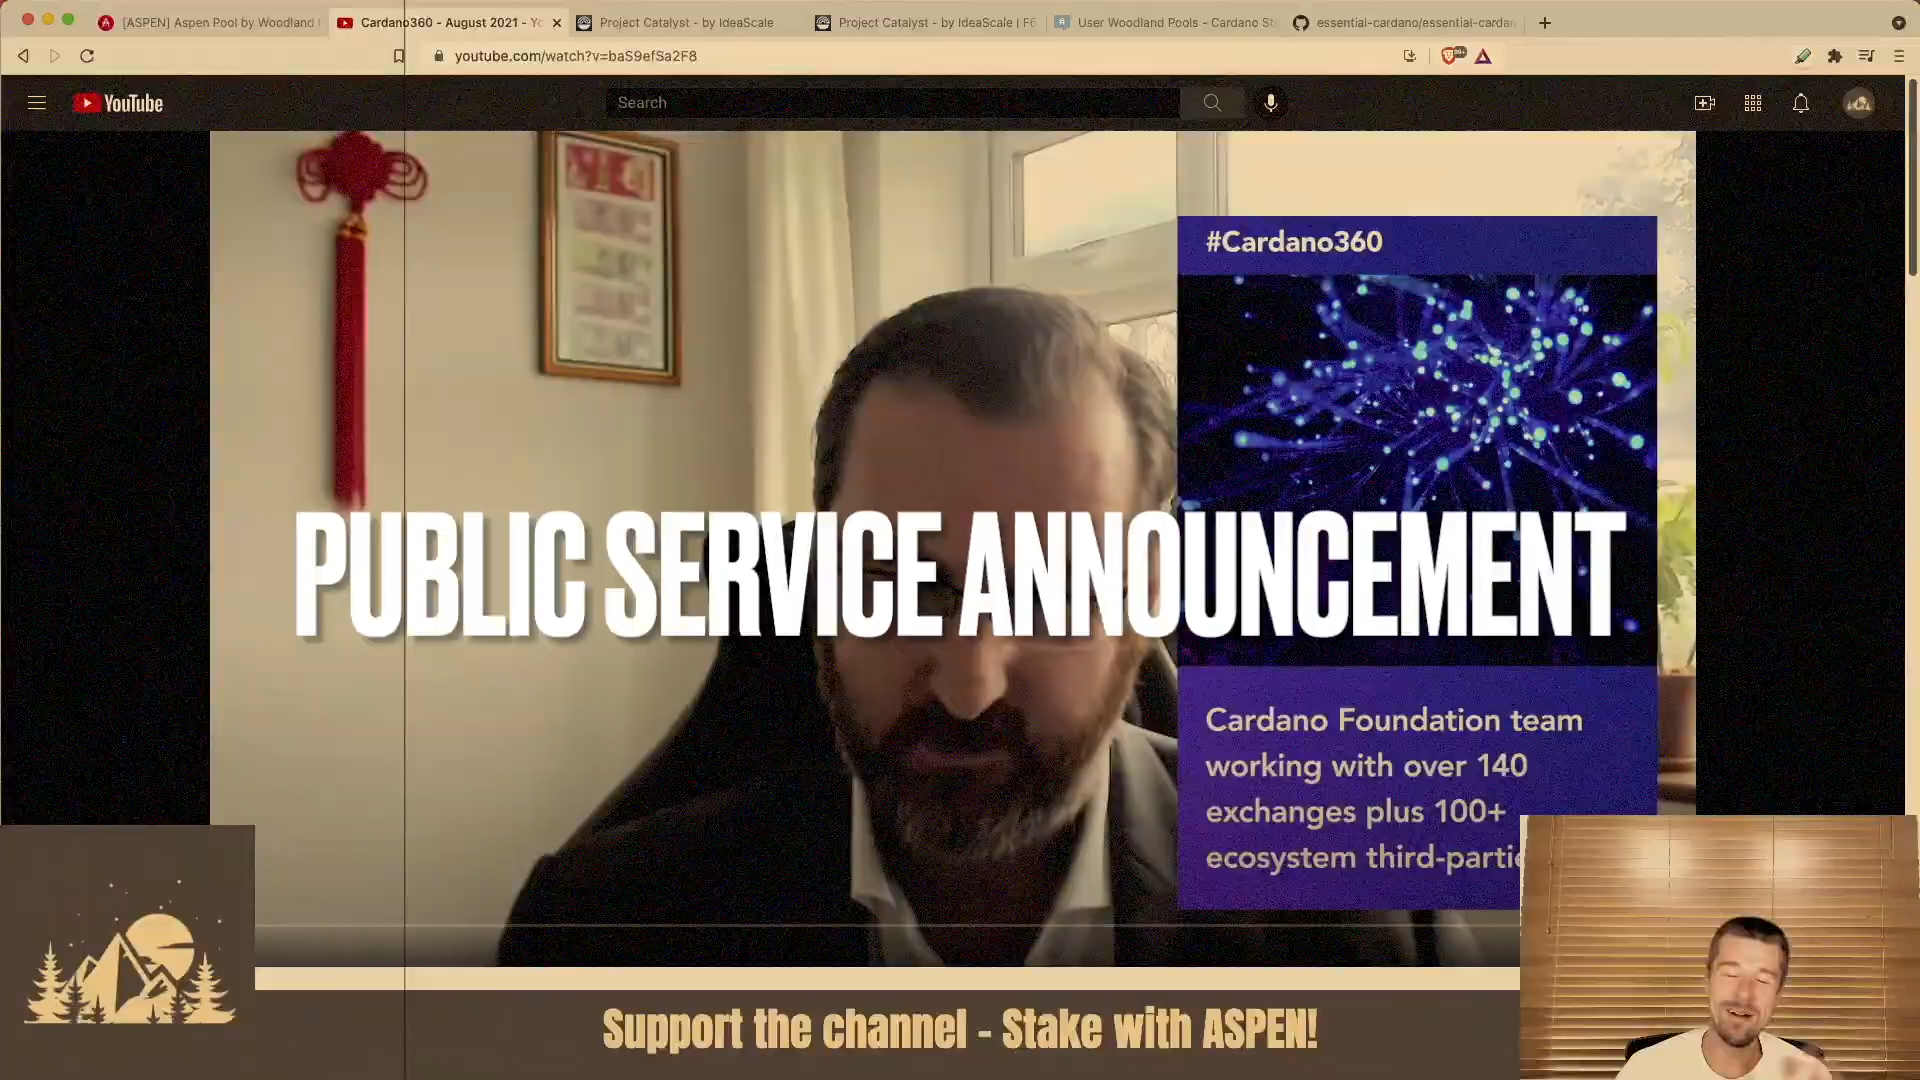 [ASPEN] Aspen Pool by Woodland
Cardano360 - August 2021 - Yo
Project Catalyst - by IdeaScale
Project Catalyst - by IdeaScale | F6
User Woodland Pools - Cardano St
essential-cardano/essential-cardan
youtube.com/watch?v=baS9efSa2F8
YouTube
Search
#Cardano360
PUBLIC SERVICE ANNOUNCEMENT
Cardano Foundation team
working with over 140
exchanges plus 100+
ecosystem third-partie
Support the channel - Stake with ASPEN!